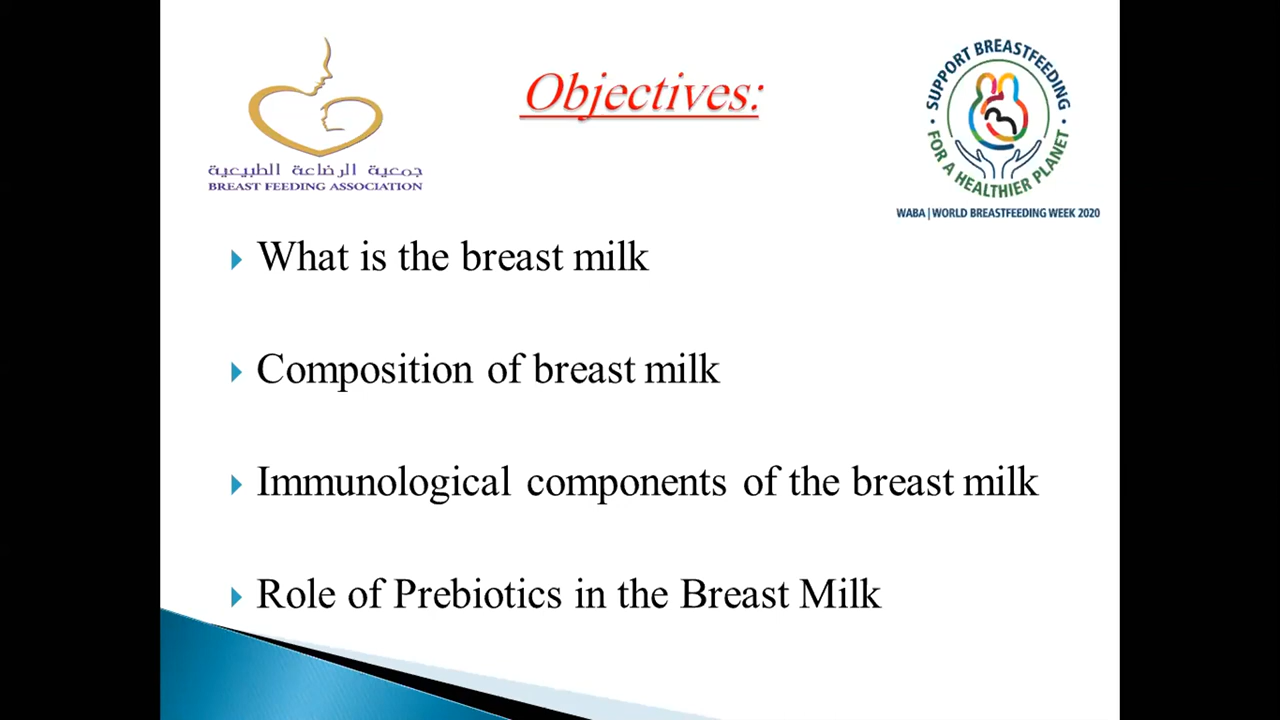 جمعية الرضاعة الطبيعية
BREAST FEEDING ASSOCIATION
Objectives:
· SUPPORT BREASTFEEDING ·
FOR A HEALTHIER PLANET
WABA | WORLD BREASTFEEDING WEEK 2020
What is the breast milk
Composition of breast milk
Immunological components of the breast milk
Role of Prebiotics in the Breast Milk